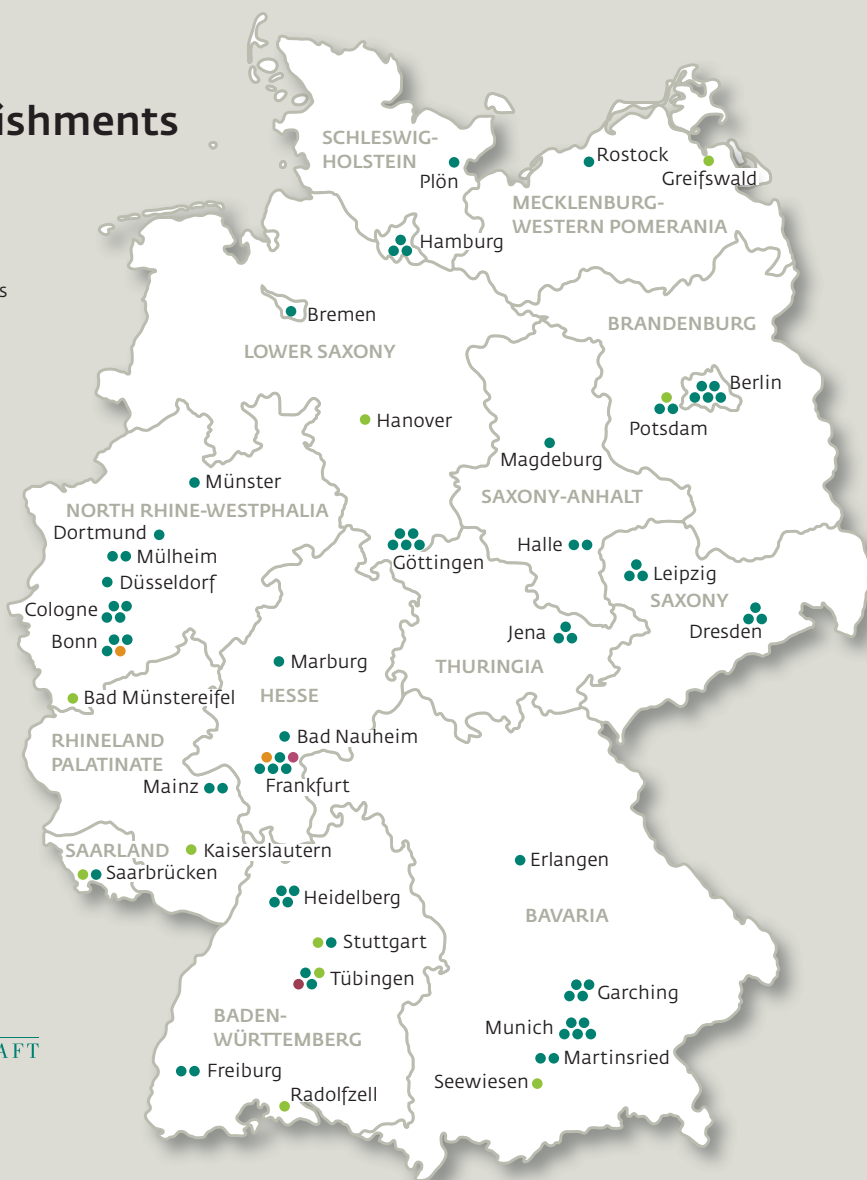 ishments
SCHLESWIG-
HOLSTEIN
Plön
Rostock
Greifswald
MECKLENBURG-
WESTERN POMERANIA
Hamburg
s
Bremen
BRANDENBURG
LOWER SAXONY
Berlin
Hanover
Potsdam
Magdeburg
Münster
SAXONY-ANHALT
NORTH RHINE-WESTPHALIA
Dortmund
Mülheim
Göttingen
Halle
Leipzig
Düsseldorf
SAXONY
Cologne
Dresden
Jena
Bonn
Marburg
THURINGIA
HESSE
Bad Münstereifel
Bad Nauheim
RHINELAND
PALATINATE
Mainz
Frankfurt
SAARLAND
Kaiserslautern
Erlangen
Saarbrücken
Heidelberg
BAVARIA
Stuttgart
Tübingen
Garching
BADEN-
WÜRTTEMBERG
Munich
AFT
Martinsried
Freiburg
Seewiesen
Radolfzell